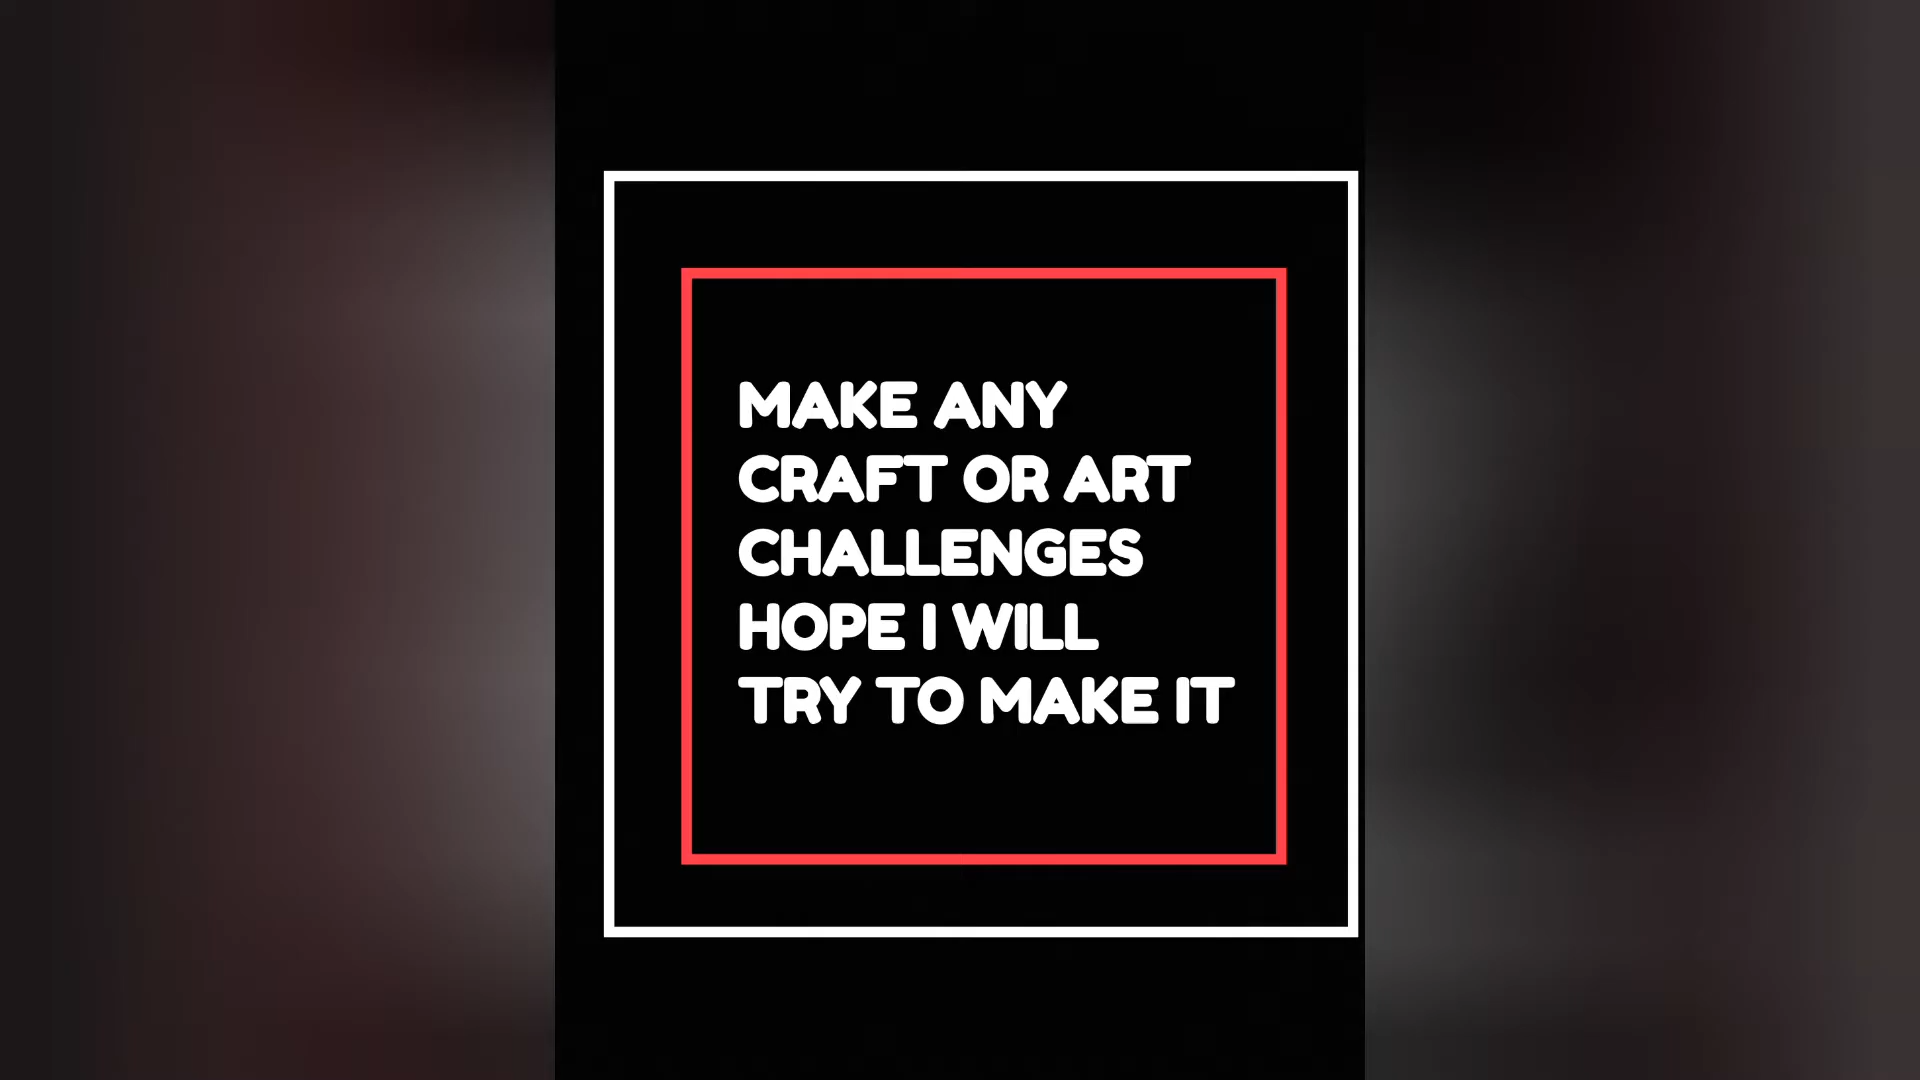 MAKE ANY
CRAFT OR ART
CHALLENGES
HOPE I WILL
TRY TO MAKE IT